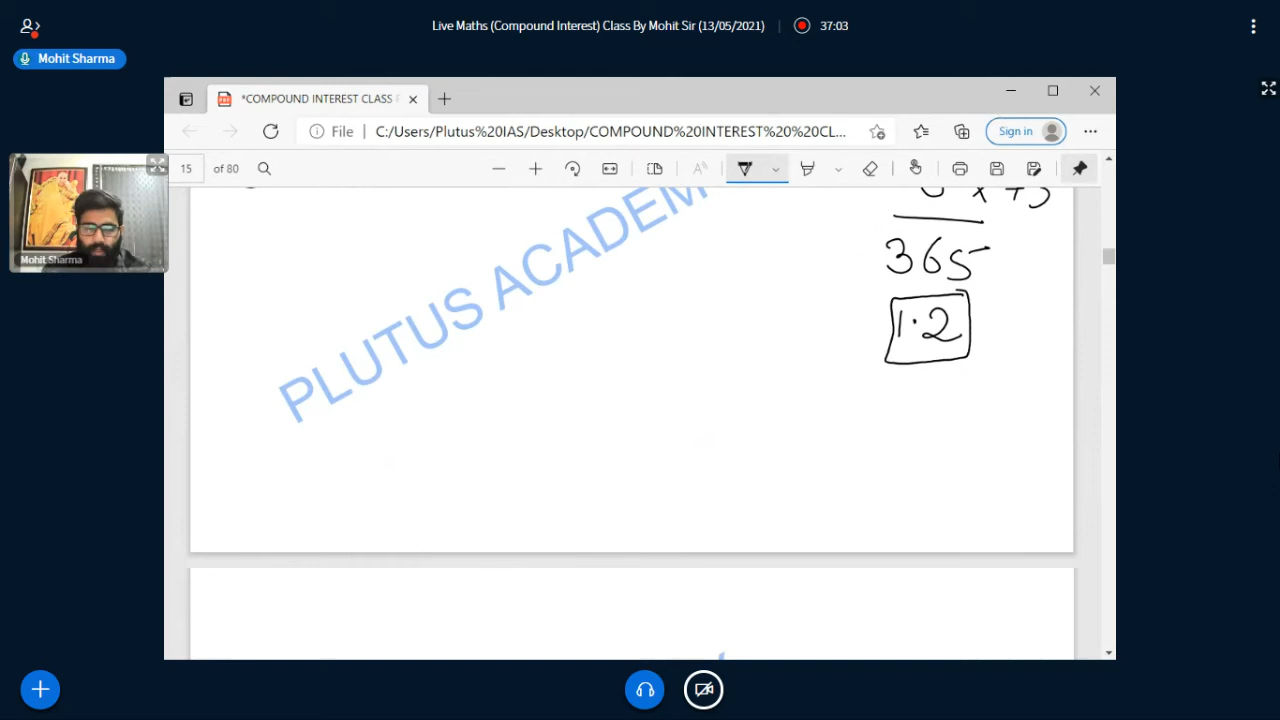 Live Maths (Compound Interest) Class By Mohit Sir (13/05/2021)
37:03
Mohit Sharma
*COMPOUND INTEREST CLASS
File
C:/Users/Plutus%20IAS/Desktop/COMPOUND%20INTEREST%20%20CL...
Sign in
15 of 80
Mohit Sharma
365
1.2
PLUTUS ACADEM